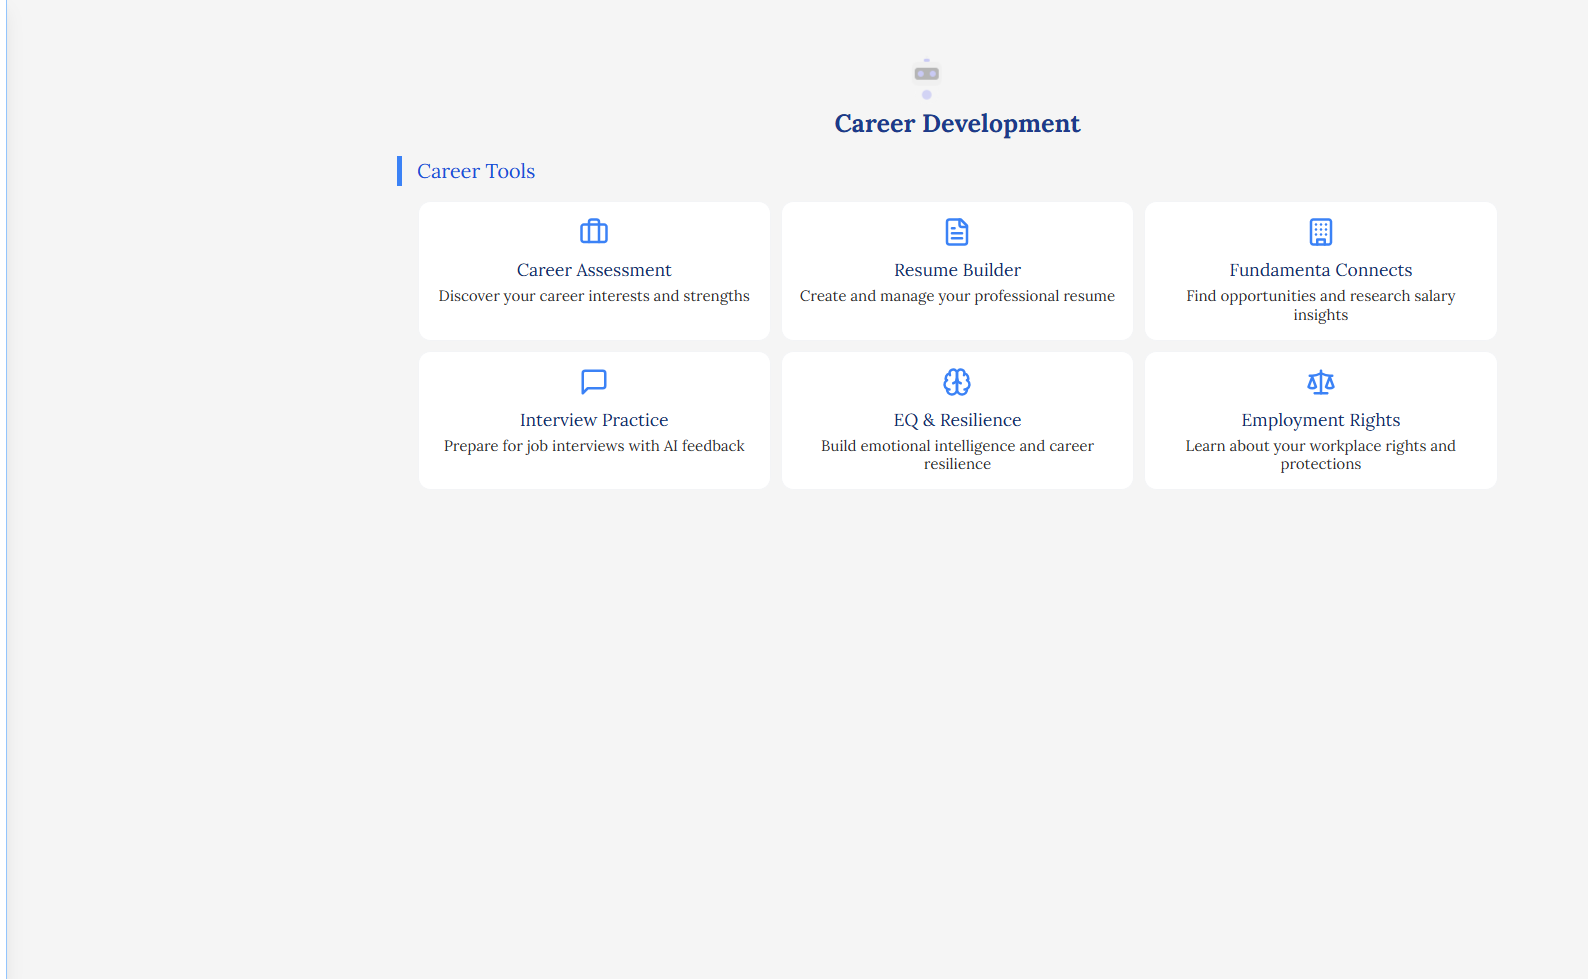 Career Development
Career Tools
Career Assessment
Discover your career interests and strengths
Resume Builder
Create and manage your professional resume
Fundamenta Connects
Find opportunities and research salary
insights
Interview Practice
Prepare for job interviews with AI feedback
EQ & Resilience
Build emotional intelligence and career
resilience
Employment Rights
Learn about your workplace rights and
protections